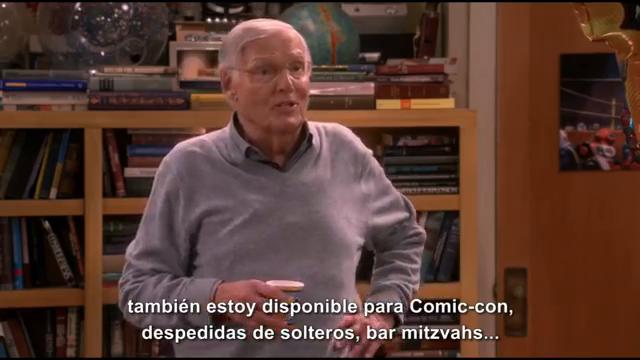 también estoy disponible para Comic-con,
despedidas de solteros, bar mitzvahs...